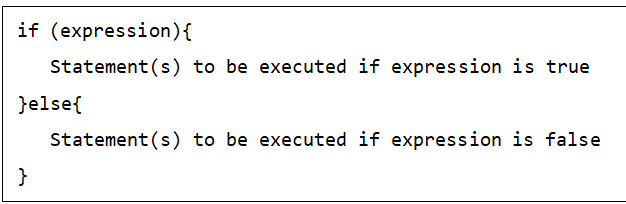 if (expression){
   Statement(s) to be executed if expression is true
}else{
   Statement(s) to be executed if expression is false
}